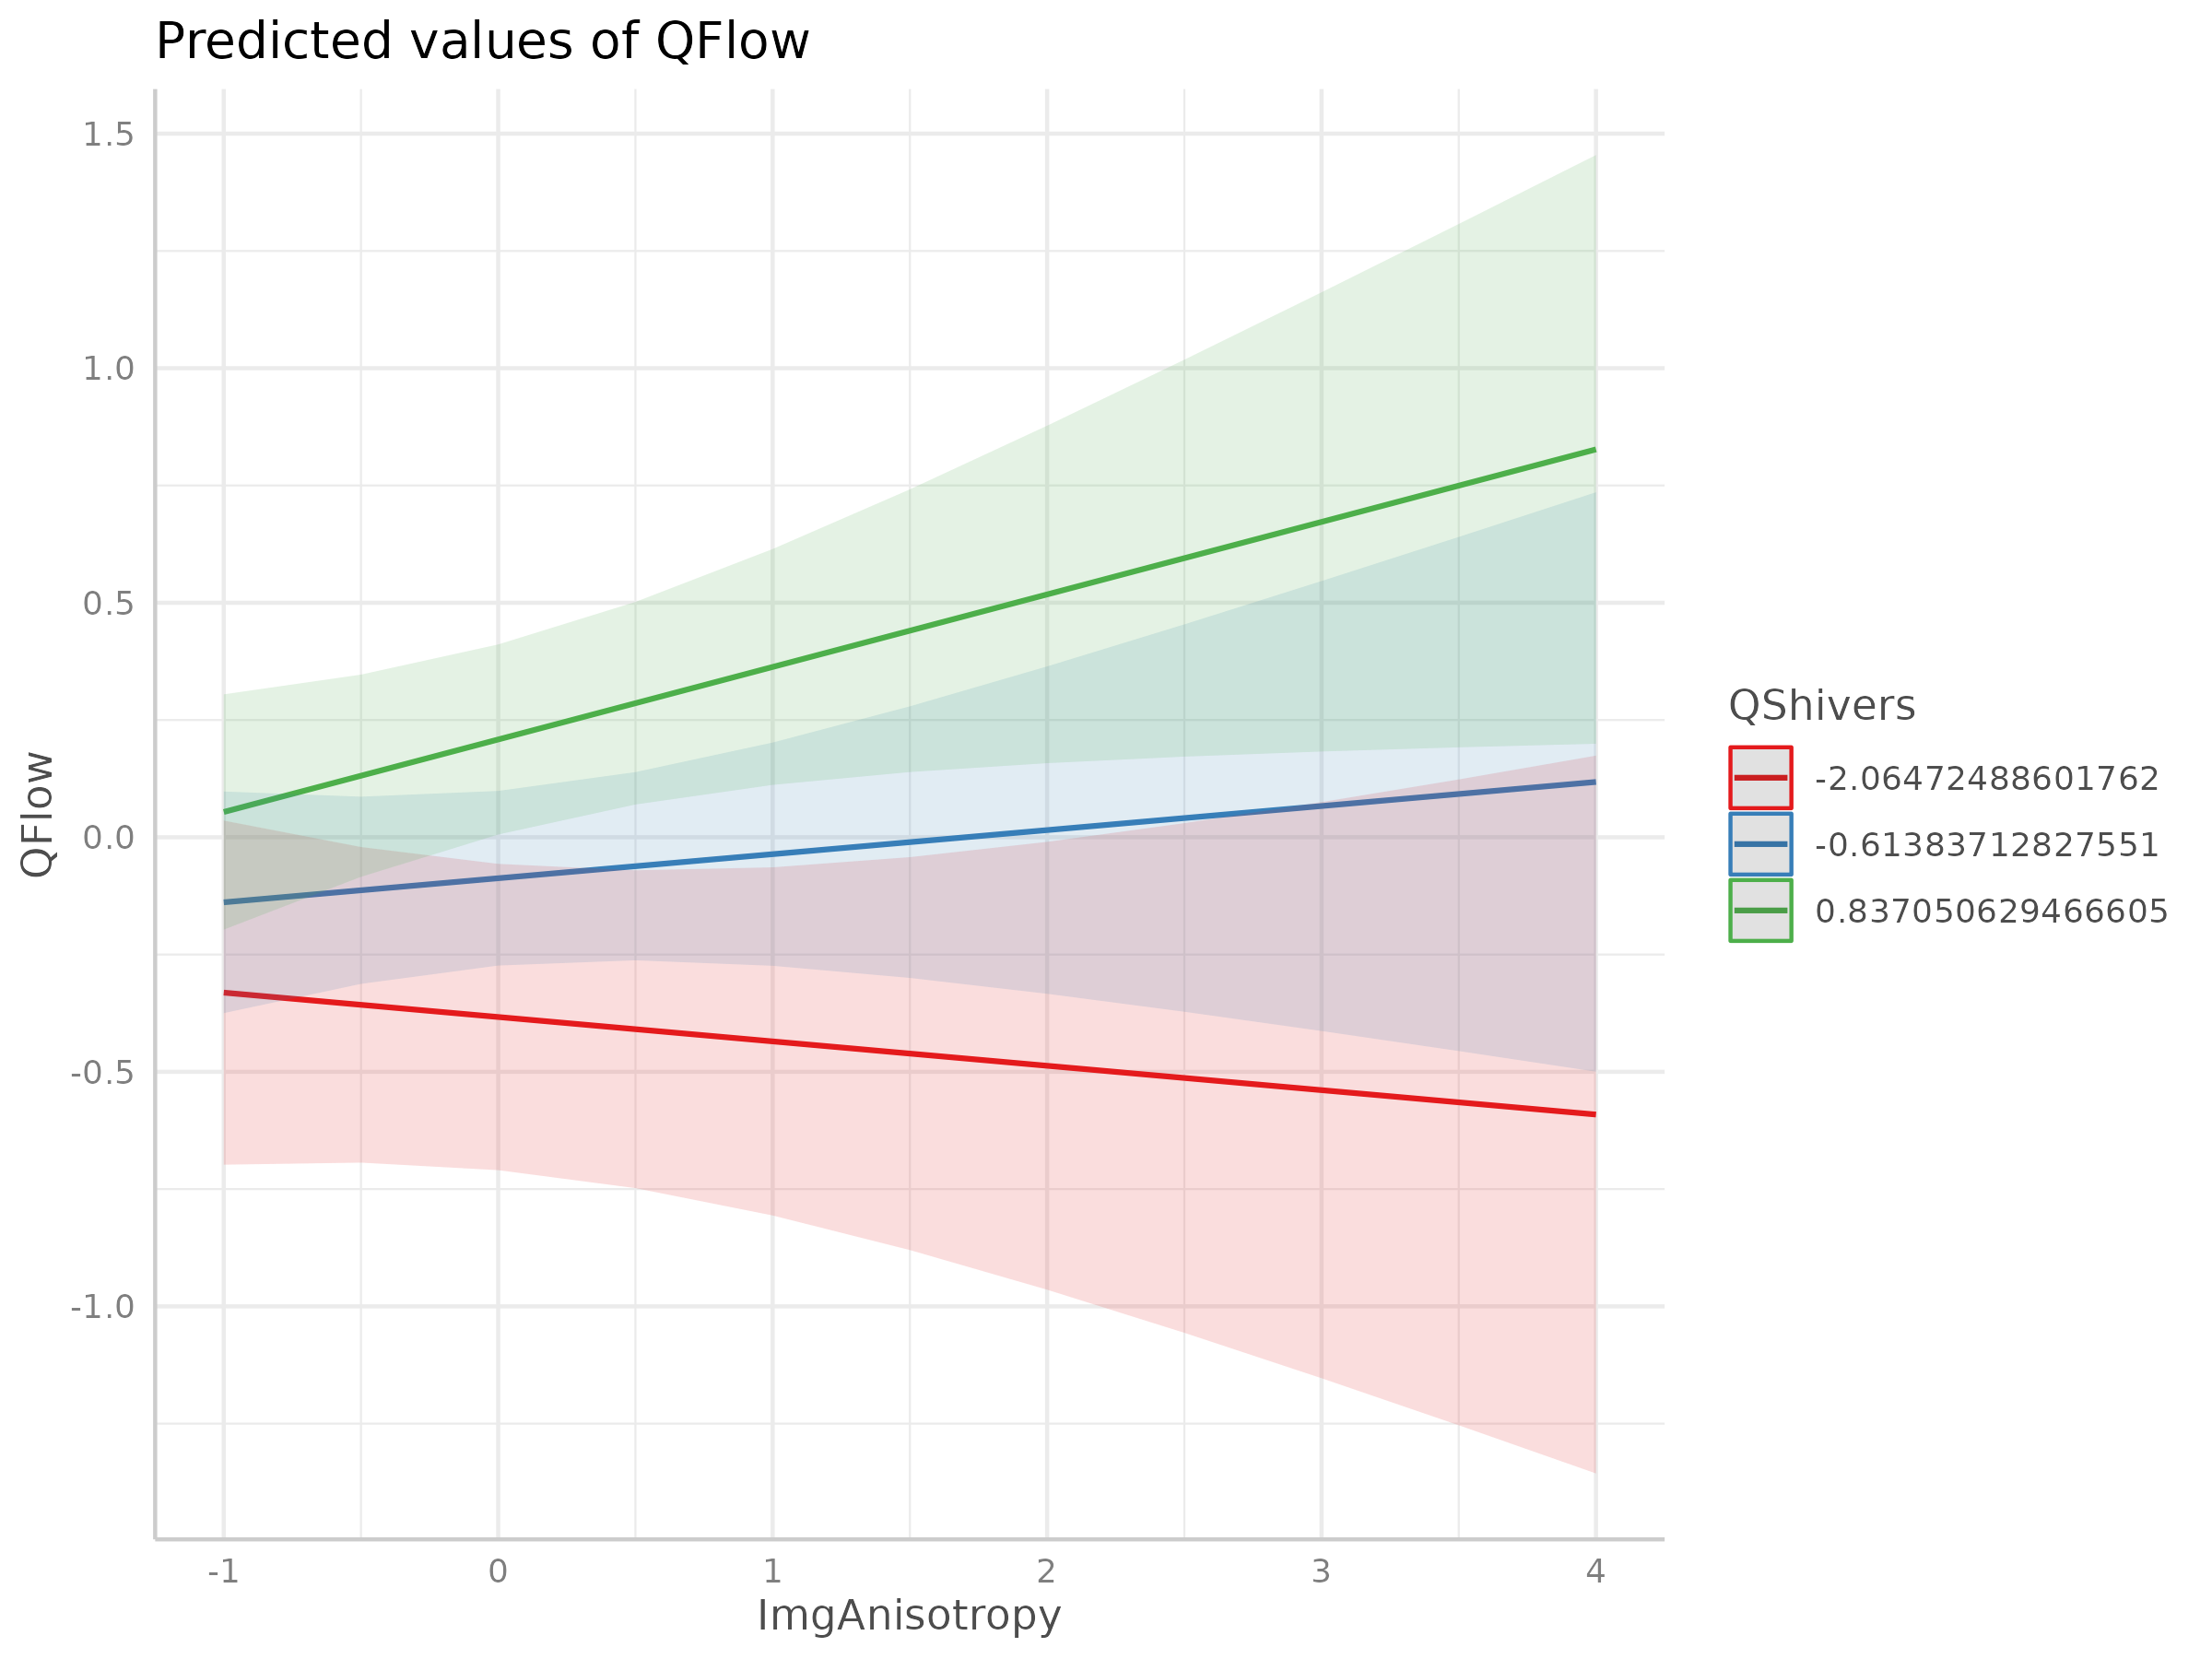 Predicted values of QFlow
1.5
1.0
0.5
0.0
-0.5
-1.0
QFlow
-1 0 1 2 3 4
ImgAnisotropy
QShivers
-2.06472488601762
-0.61383712827551
0.837050629466605